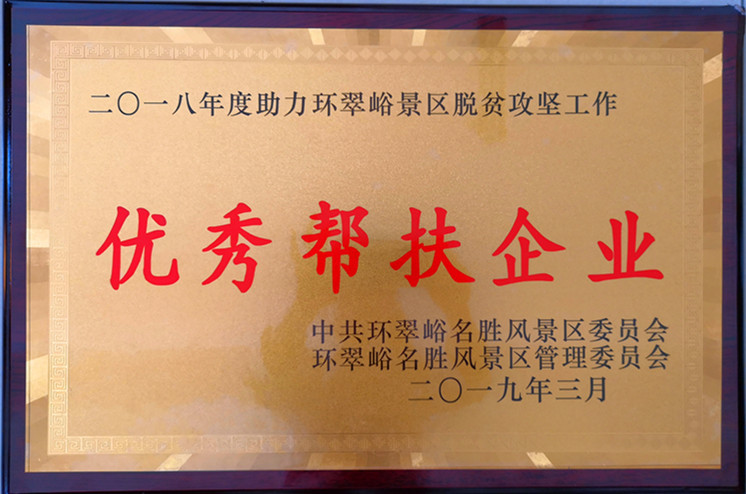 二〇一八年度助力环翠峪景区脱贫攻坚工作
优秀帮扶企业
中共环翠峪名胜风景区委员会
环翠峪名胜风景区管理委员会
二〇一九年三月